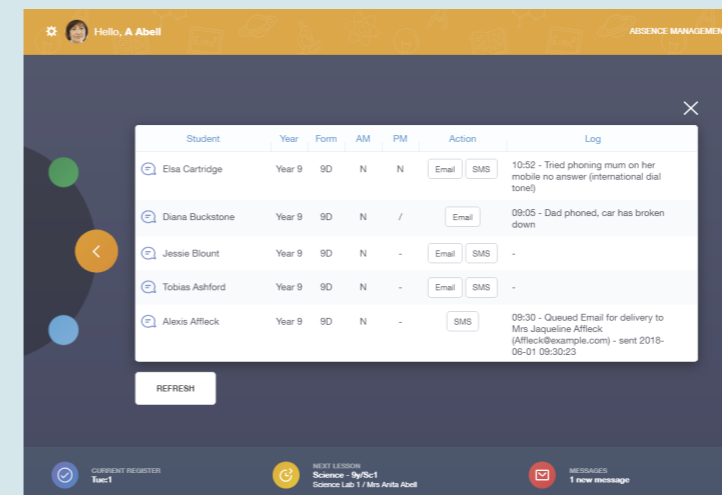 Hello, A Abell
ABSENCE MANAGEMEN
Student Year Form AM PM Action Log
Elsa Cartridge Year 9 9D N N Email SMS 10:52 - Tried phoning mum on her
mobile no answer (international dial
tone!)
Diana Buckstone Year 9 9D N / Email 09:05 - Dad phoned, car has broken
down
Jessie Blount Year 9 9D N - Email SMS -
Tobias Ashford Year 9 9D N - Email SMS -
Alexis Affleck Year 9 9D N - SMS 09:30 - Queued Email for delivery to
Mrs Jaqueline Affleck
(Affleck@example.com) - sent 2018-
06-01 09:30:23
REFRESH
CURRENT REGISTER
Tue:1
NEXT LESSON
Science - 9y/Sc1
Science Lab 1 / Mrs Anita Abell
MESSAGES
1 new message